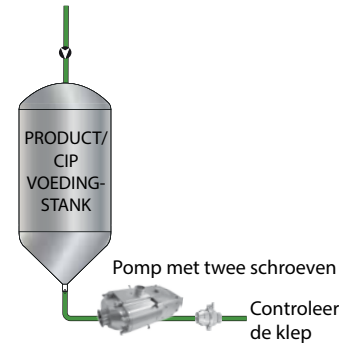 PRODUCT/
CIP
VOEDING-
STANK
Pomp met twee schroeven
Controleer
de klep